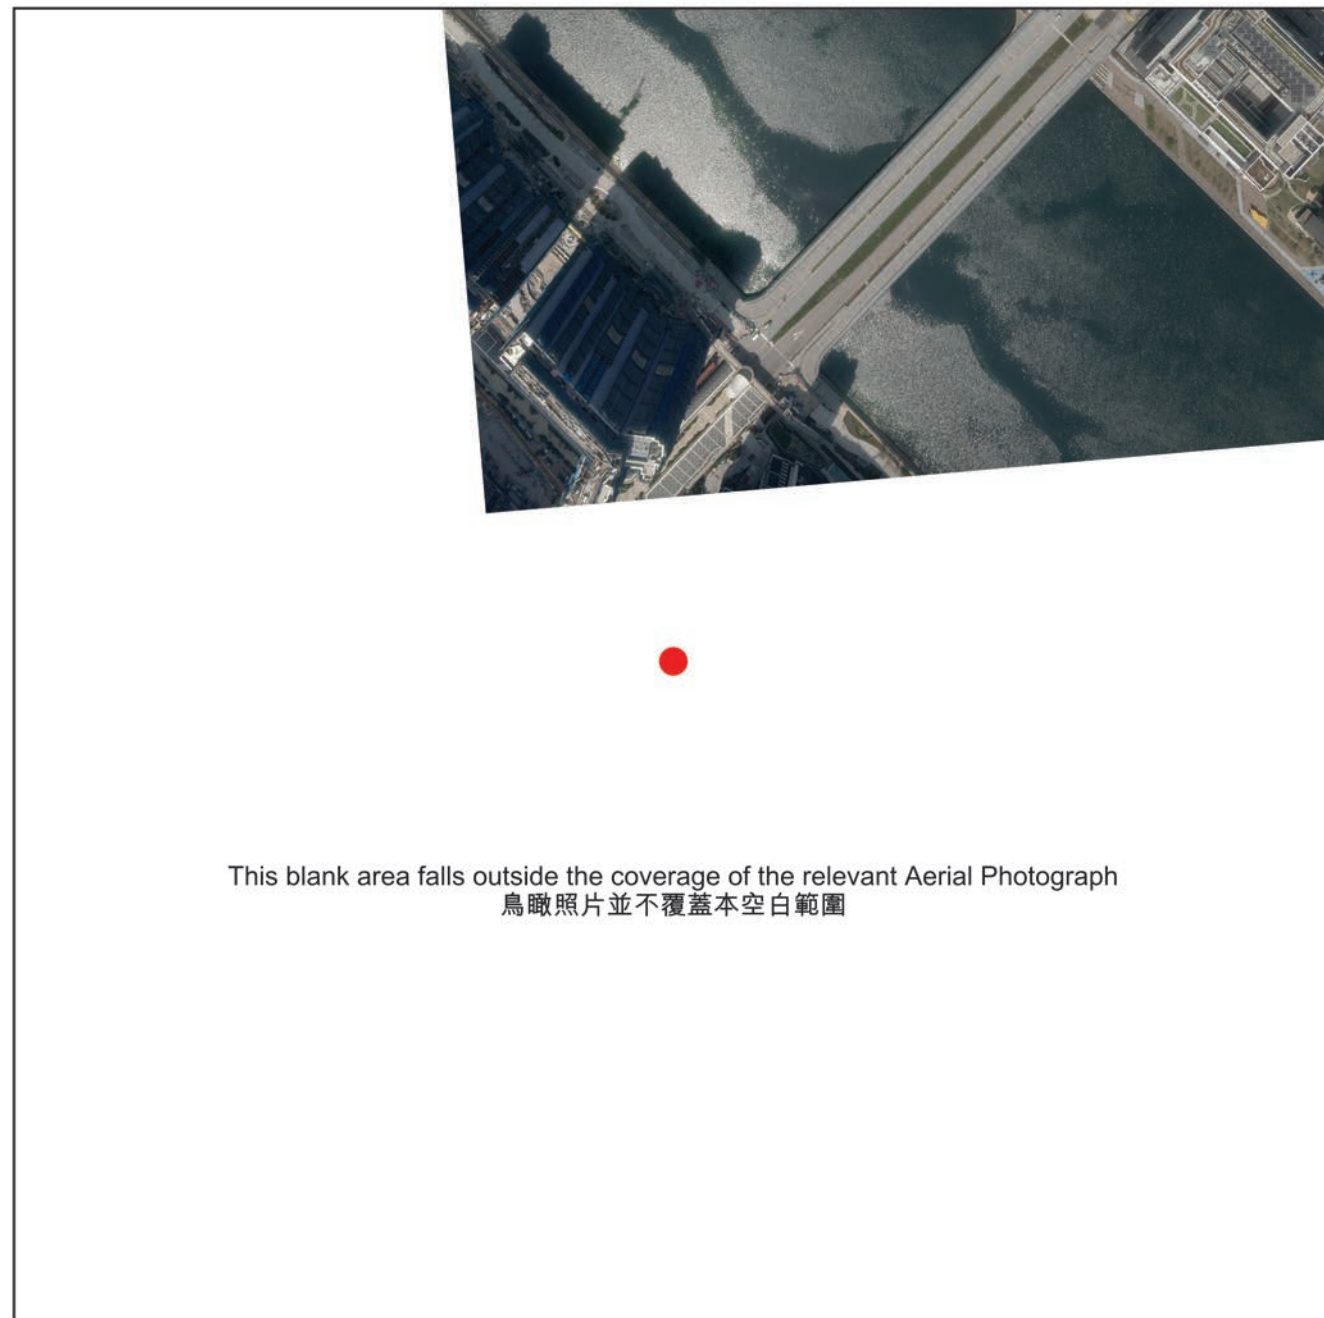 This blank area falls outside the coverage of the relevant Aerial Photograph
鳥瞰照片並不覆蓋本空白範圍